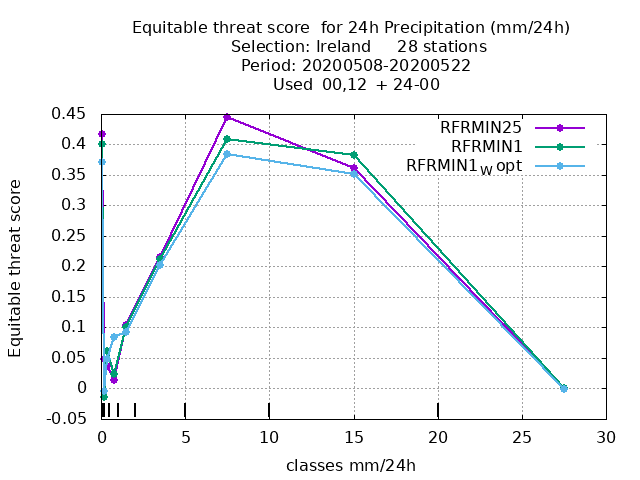 Equitable threat score for 24h Precipitation (mm/24h)
Selection: Ireland 28 stations
Period: 20200508-20200522
Used 00,12 + 24-00
RFRMIN25
RFRMIN1
RFRMIN1W opt
Equitable threat score
0.45
0.4
0.35
0.3
0.25
0.2
0.15
0.1
0.05
0
-0.05
0 5 10 15 20 25 30
classes mm/24h